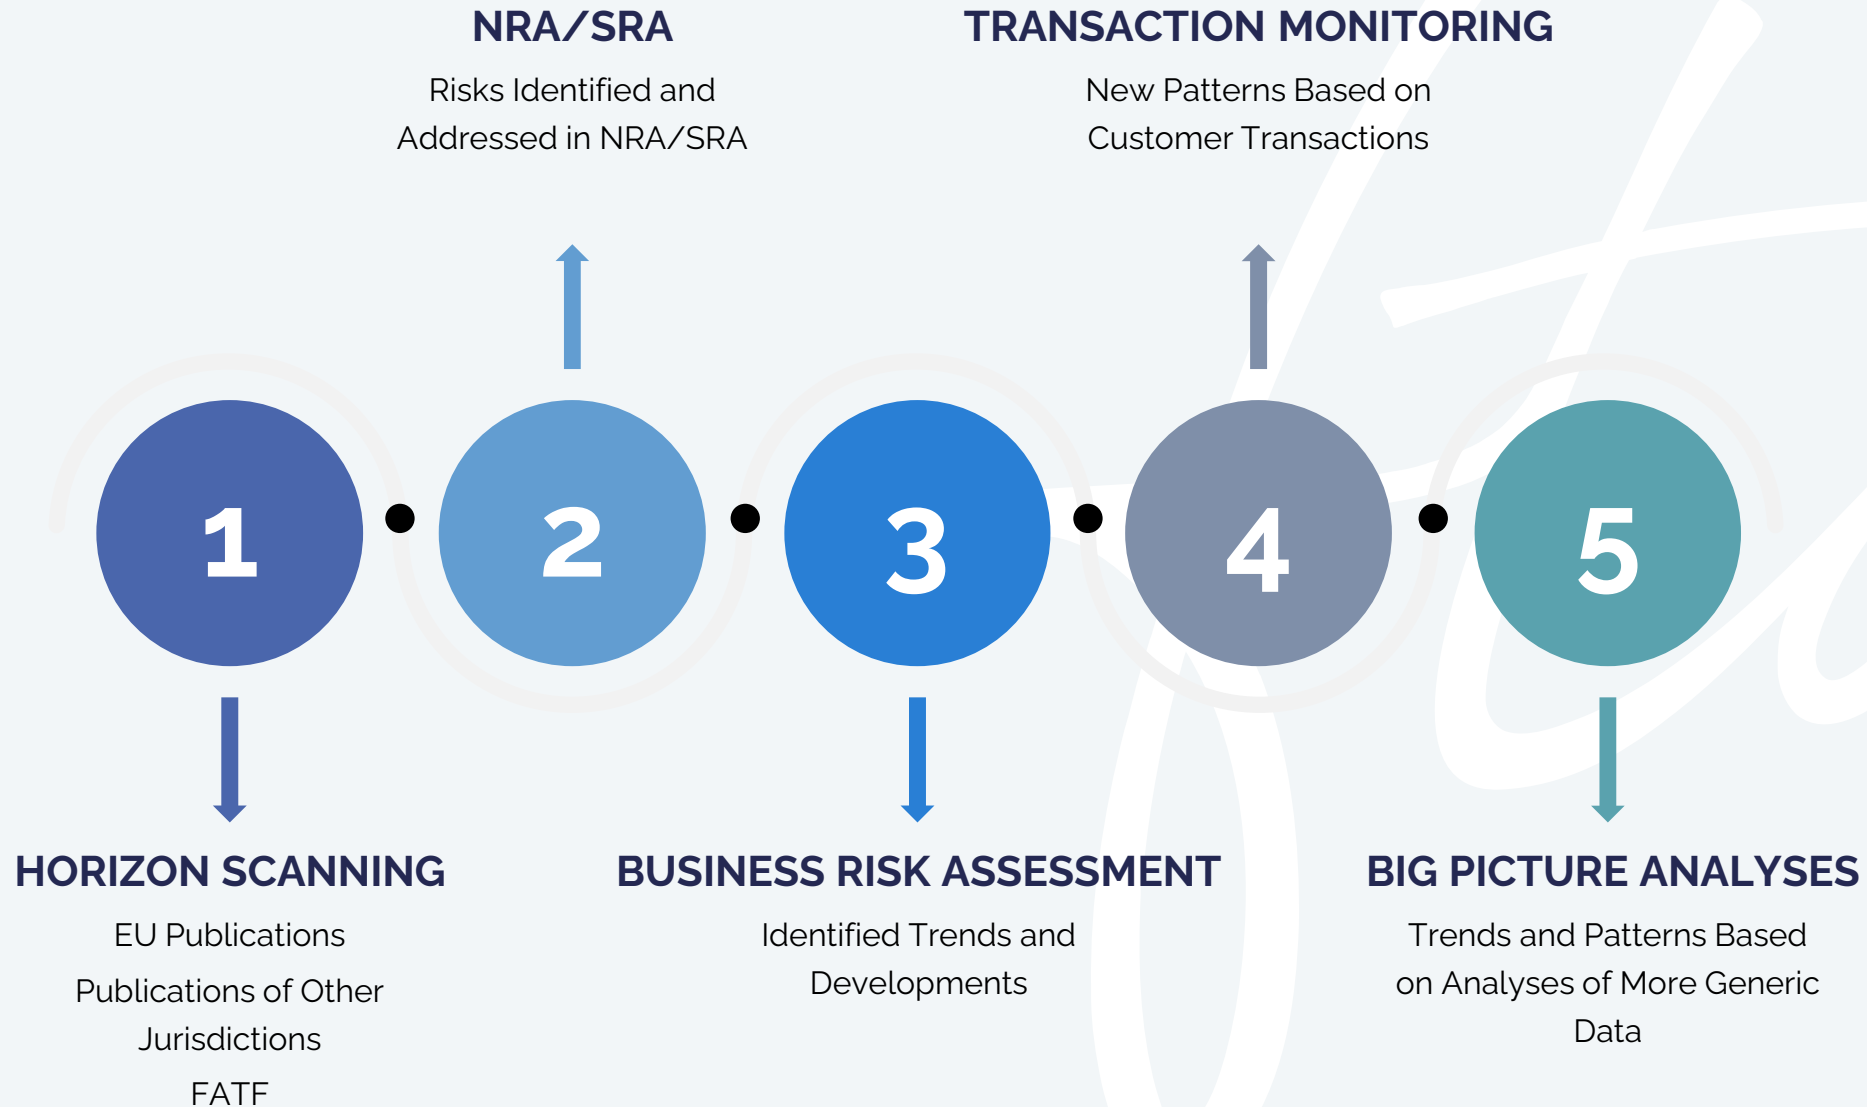 NRA/SRA
Risks Identified and
Addressed in NRA/SRA
TRANSACTION MONITORING
New Patterns Based on
Customer Transactions
1
2
3
4
5
HORIZON SCANNING
EU Publications
Publications of Other
Jurisdictions
FATF
BUSINESS RISK ASSESSMENT
Identified Trends and
Developments
BIG PICTURE ANALYSES
Trends and Patterns Based
on Analyses of More Generic
Data